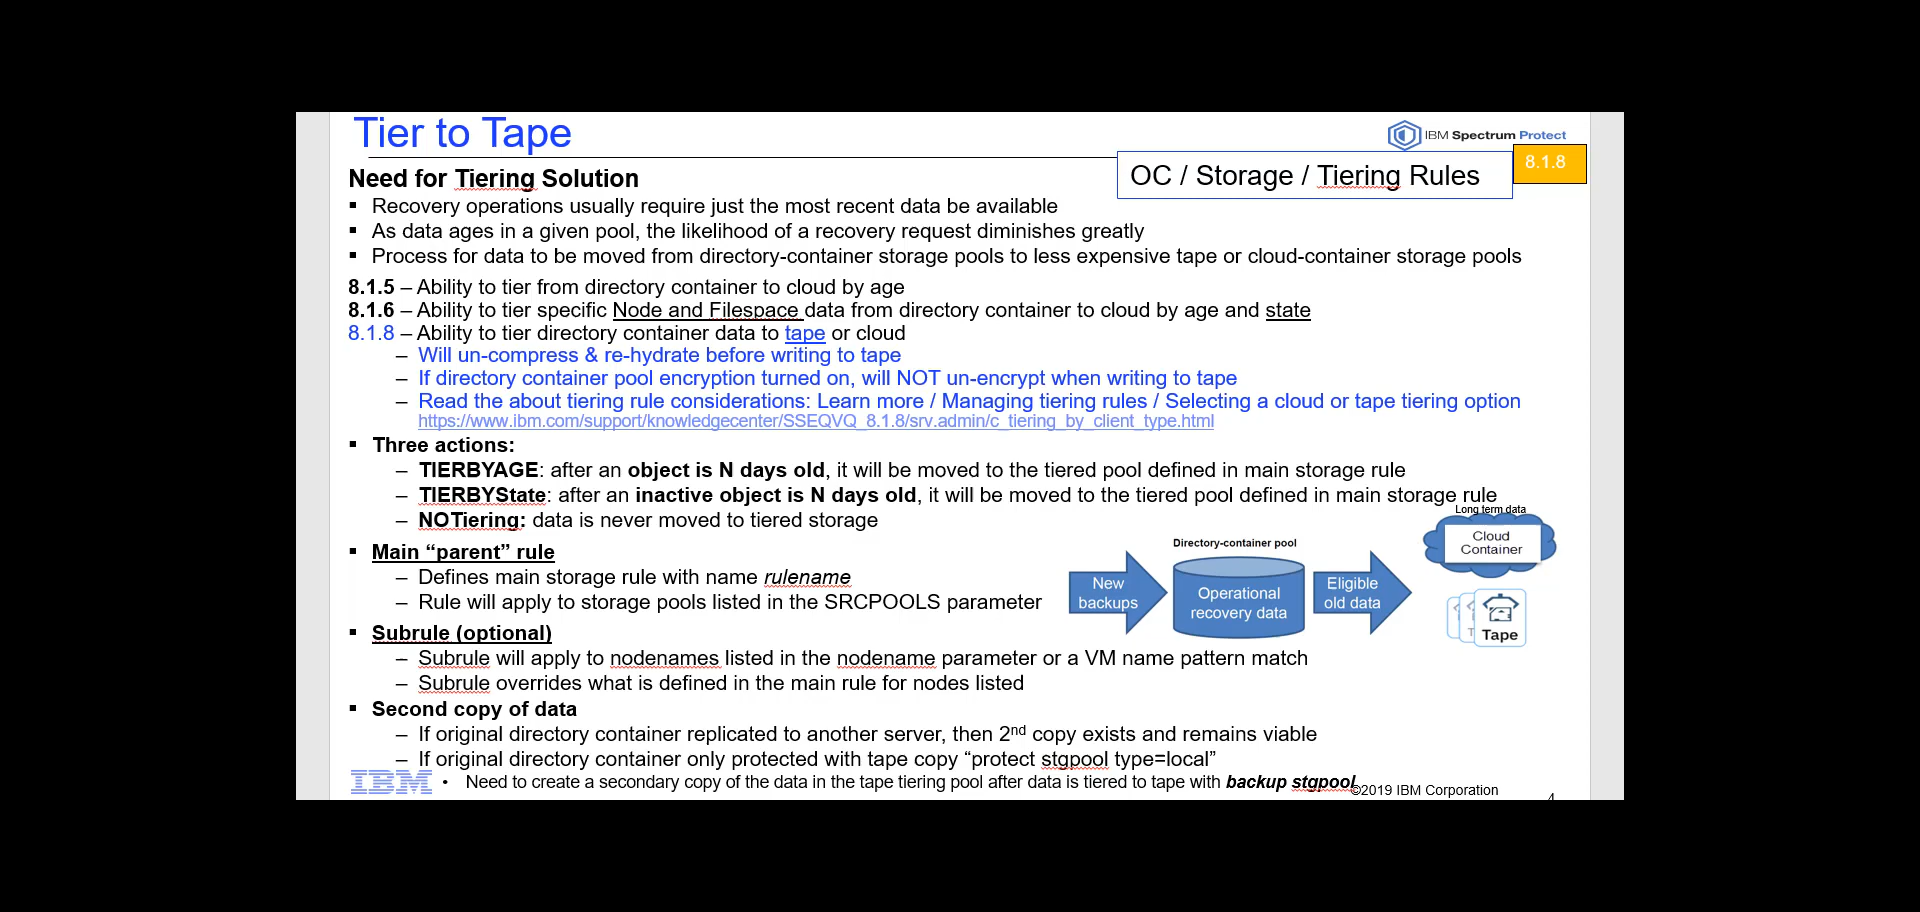 Tier to Tape
IBM Spectrum Protect
8.1.8
OC / Storage / Tiering Rules
Need for Tiering Solution
▪ Recovery operations usually require just the most recent data be available
▪ As data ages in a given pool, the likelihood of a recovery request diminishes greatly
▪ Process for data to be moved from directory-container storage pools to less expensive tape or cloud-container storage pools
8.1.5 – Ability to tier from directory container to cloud by age
8.1.6 – Ability to tier specific Node and Filespace data from directory container to cloud by age and state
8.1.8 – Ability to tier directory container data to tape or cloud
– Will un-compress & re-hydrate before writing to tape
– If directory container pool encryption turned on, will NOT un-encrypt when writing to tape
– Read the about tiering rule considerations: Learn more / Managing tiering rules / Selecting a cloud or tape tiering option
https://www.ibm.com/support/knowledgecenter/SSEQVQ_8.1.8/srv.admin/c_tiering_by_client_type.html
▪ Three actions:
– TIERBYAGE: after an object is N days old, it will be moved to the tiered pool defined in main storage rule
– TIERBYState: after an inactive object is N days old, it will be moved to the tiered pool defined in main storage rule
– NOTiering: data is never moved to tiered storage
▪ Main “parent” rule
– Defines main storage rule with name rulename
– Rule will apply to storage pools listed in the SRCPOOLS parameter
▪ Subrule (optional)
– Subrule will apply to nodenames listed in the nodename parameter or a VM name pattern match
– Subrule overrides what is defined in the main rule for nodes listed
▪ Second copy of data
– If original directory container replicated to another server, then 2nd copy exists and remains viable
– If original directory container only protected with tape copy “protect stgpool type=local”
• Need to create a secondary copy of the data in the tape tiering pool after data is tiered to tape with backup stgpool
New
backups
Directory-container pool
Operational
recovery data
Eligible
old data
Long term data
Cloud
Container
Tape
IBM
©2019 IBM Corporation
4